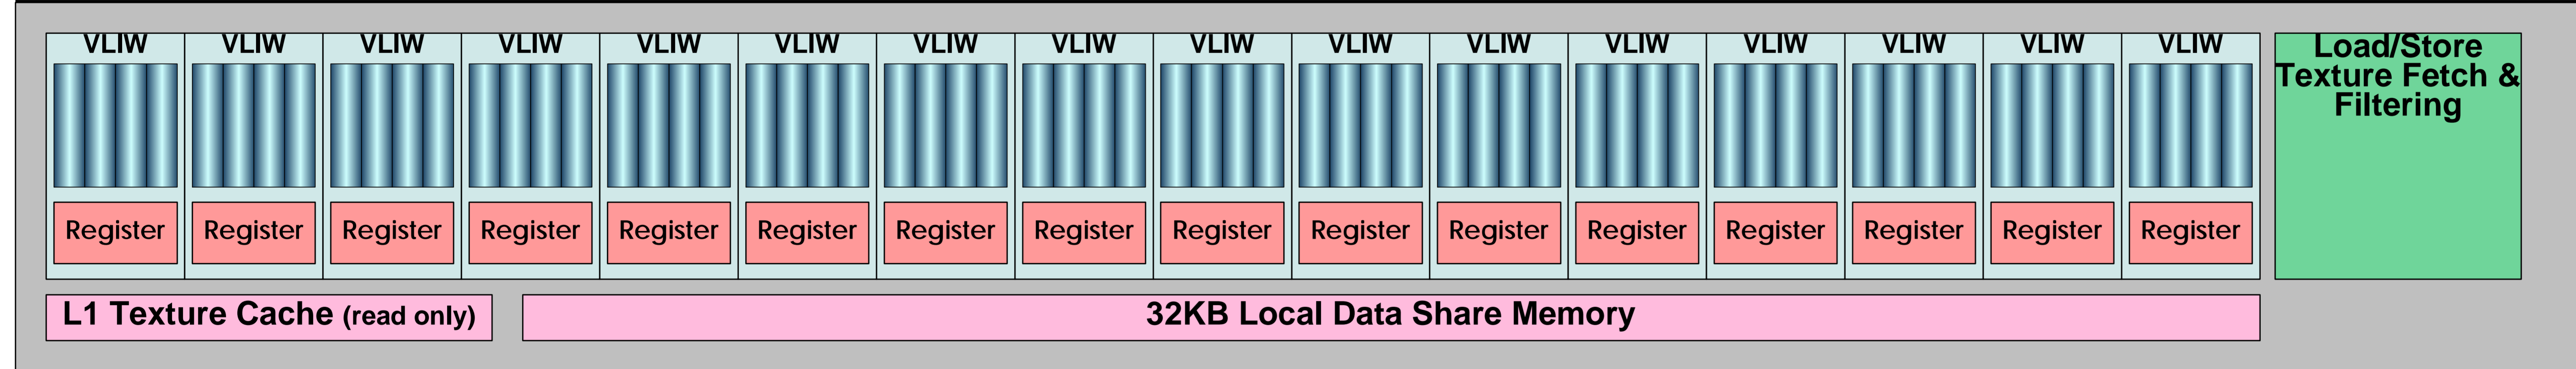 VLIW VLIW VLIW VLIW VLIW VLIW VLIW VLIW VLIW VLIW VLIW VLIW VLIW VLIW VLIW VLIW
Load/Store
Texture Fetch &
Filtering
Register Register Register Register Register Register Register Register Register Register Register Register Register Register Register Register
L1 Texture Cache (read only)
32KB Local Data Share Memory